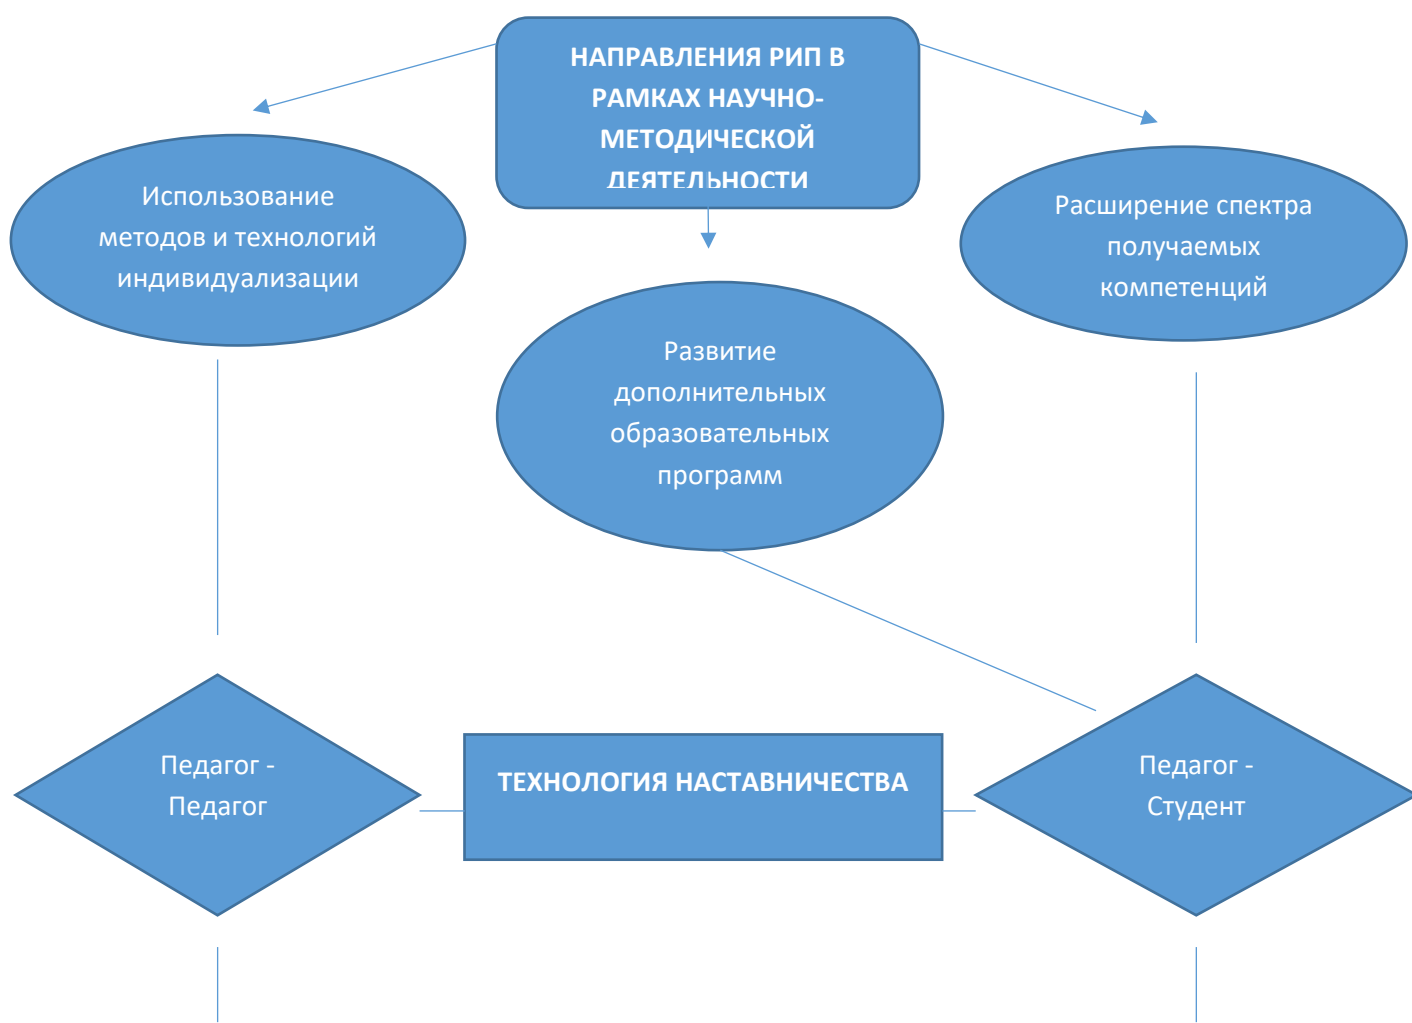 НАПРАВЛЕНИЯ РИП В
РАМКАХ НАУЧНО-
МЕТОДИЧЕСКОЙ
ДЕЯТЕЛЬНОСТИ
Использование
методов и технологий
индивидуализации
Расширение спектра
получаемых
компетенций
Развитие
дополнительных
образовательных
программ
Педагог -
Педагог
ТЕХНОЛОГИЯ НАСТАВНИЧЕСТВА
Педагог -
Студент